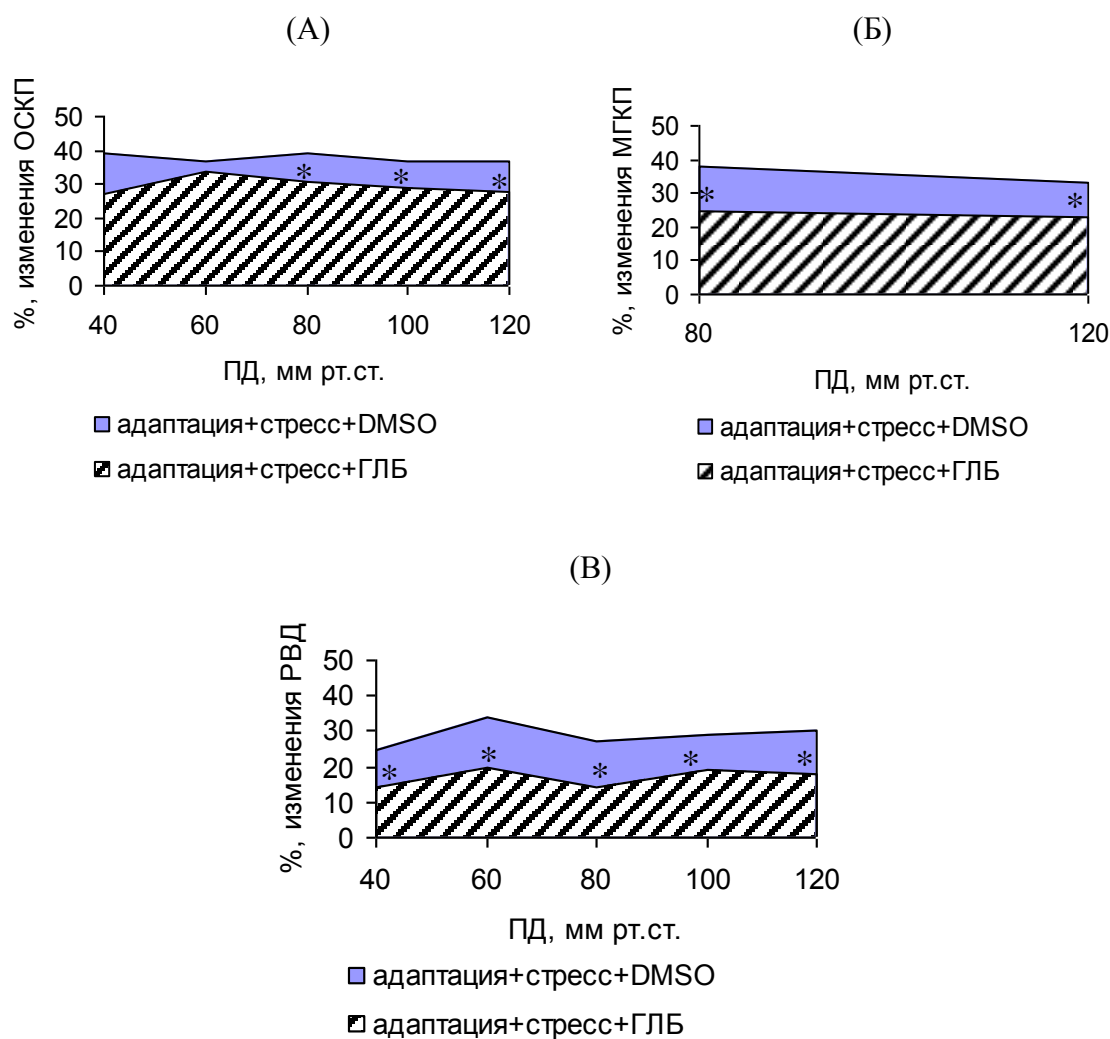 (А)
%, изменения ОСКП
50
40
30
20
10
0
* * *
40 60 80 100 120
ПД, мм рт.ст.
адаптация+стресс+DMSO
адаптация+стресс+ГЛБ
(Б)
%, изменения МГКП
50
40
30
20
10
0
* *
80 120
ПД, мм рт.ст.
адаптация+стресс+DMSO
адаптация+стресс+ГЛБ
(В)
%, изменения РВД
50
40
30
20
10
0
* * * * *
40 60 80 100 120
ПД, мм рт.ст.
адаптация+стресс+DMSO
адаптация+стресс+ГЛБ